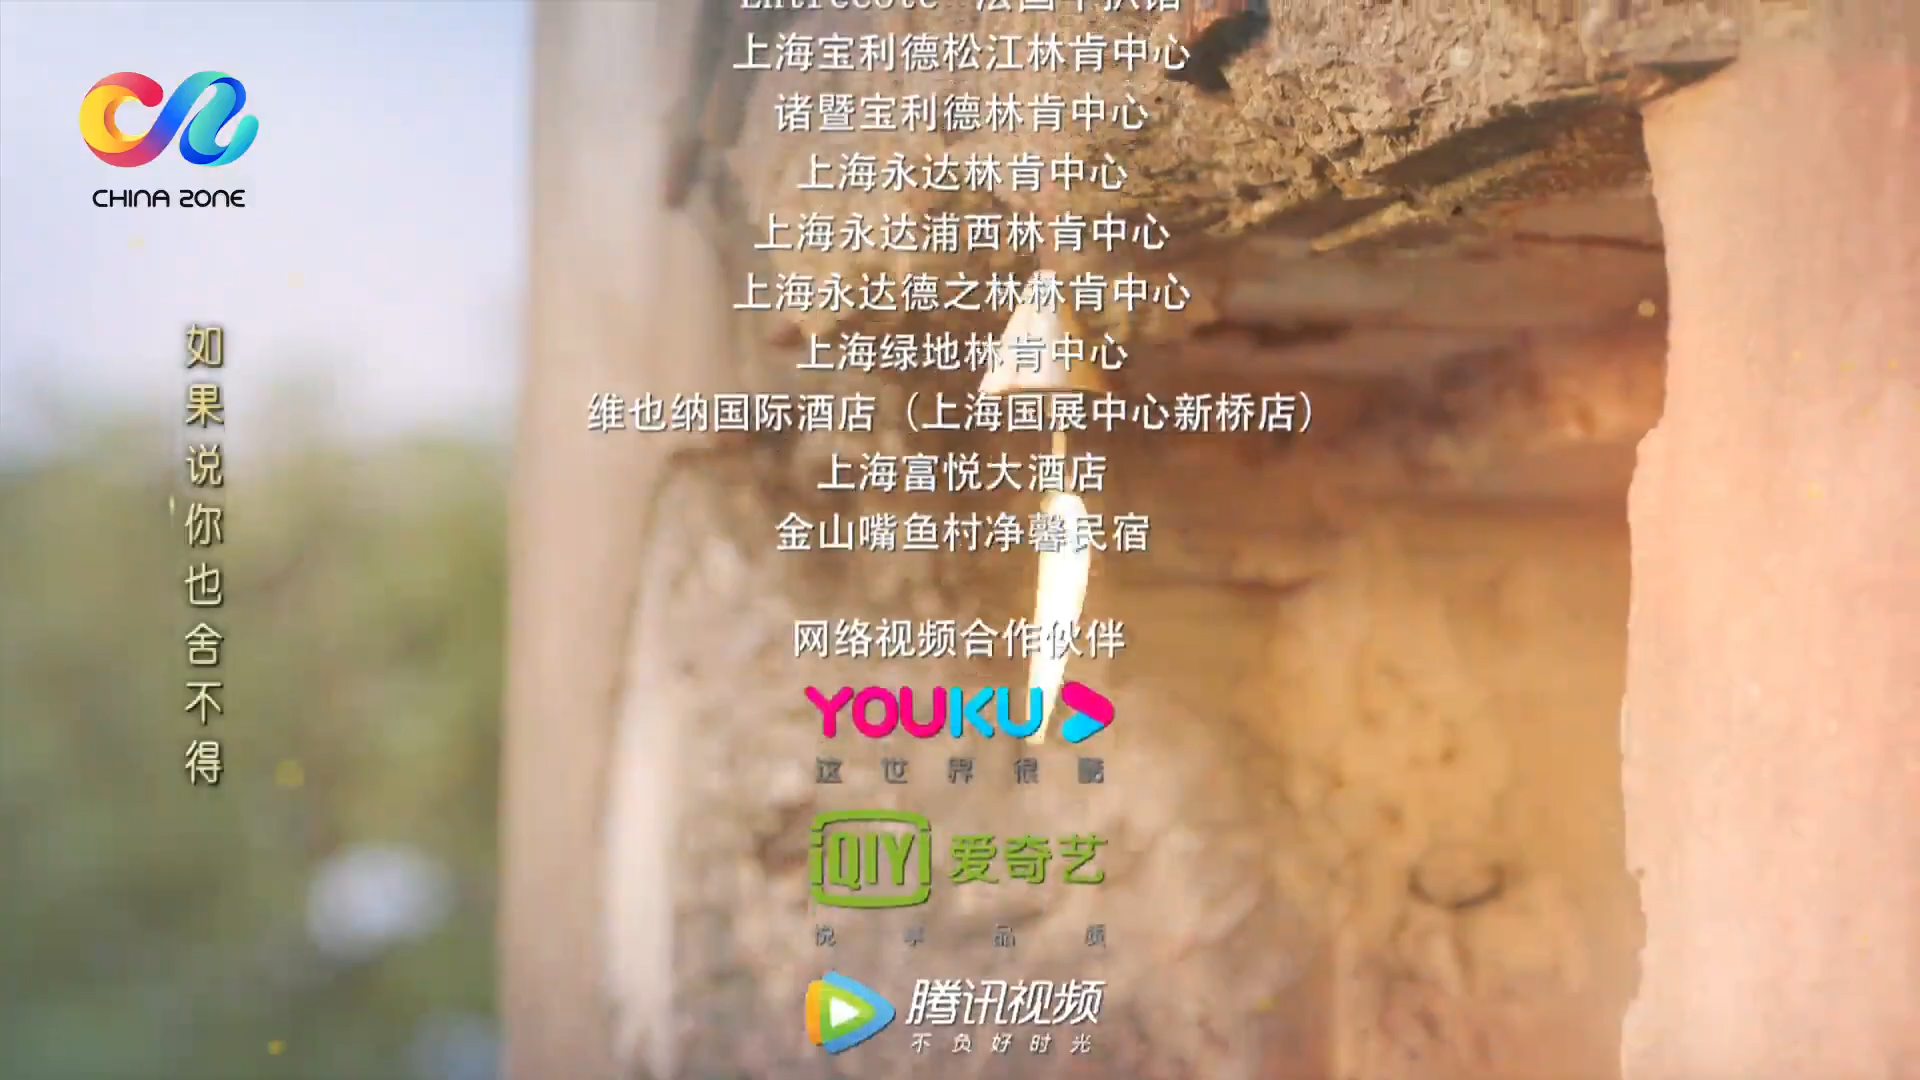 CHINA ZONE
上海宝利德松江林肯中心
诸暨宝利德林肯中心
上海永达林肯中心
上海永达浦西林肯中心
上海永达德之林林肯中心
上海绿地林肯中心
维也纳国际酒店（上海国展中心新桥店）
上海富悦大酒店
金山嘴鱼村净馨民宿
如果说你也舍不得
网络视频合作伙伴
YOUKU
这世界很酷
iQIY 爱奇艺
悦享品质
腾讯视频
不负好时光